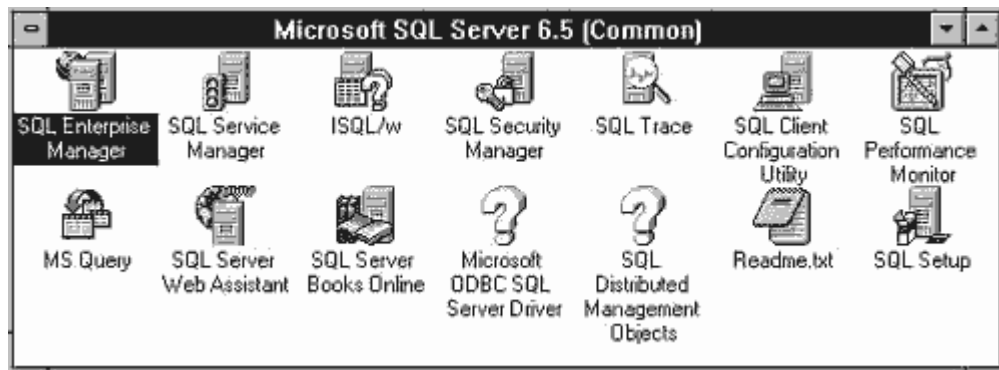 Microsoft SQL Server 6.5 (Common)
SQL Enterprise
Manager
SQL Service
Manager
ISQL/w
SQL Security
Manager
SQL Trace
SQL Client
Configuration
Utility
SQL
Performance
Monitor
MS Query
SQL Server
Web Assistant
SQL Server
Books Online
Microsoft
ODBC SQL
Server Driver
SQL
Distributed
Management
Objects
Readme.txt
SQL Setup